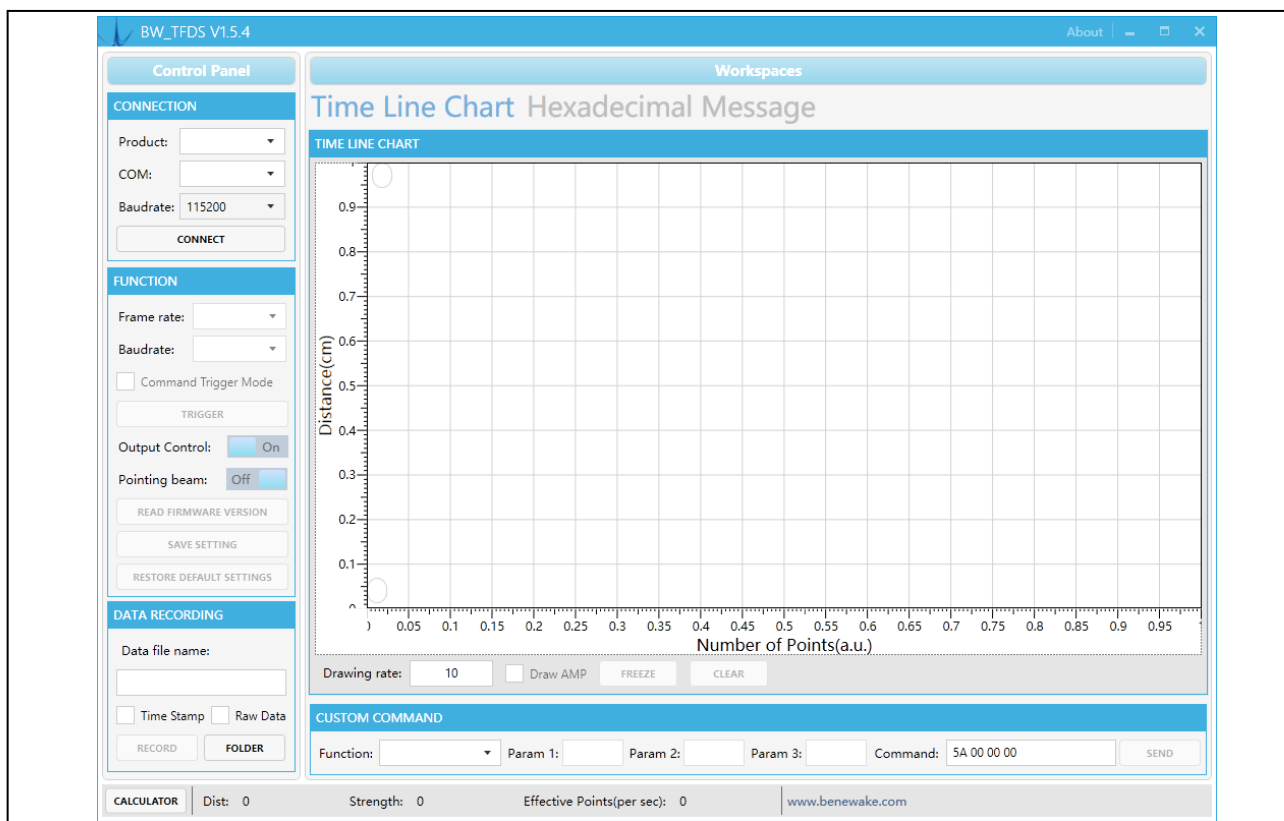 BW_TFDS V1.5.4 About
Control Panel
CONNECTION
Product:
COM:
Baudrate: 115200
CONNECT
FUNCTION
Frame rate:
Baudrate:
Command Trigger Mode
TRIGGER
Output Control: On
Pointing beam: Off
READ FIRMWARE VERSION
SAVE SETTING
RESTORE DEFAULT SETTINGS
DATA RECORDING
Data file name:
Time Stamp Raw Data
RECORD FOLDER
Workspaces
Time Line Chart Hexadecimal Message
TIME LINE CHART
Distance(cm)
0.9
0.8
0.7
0.6
0.5
0.4
0.3
0.2
0.1
0.05 0.1 0.15 0.2 0.25 0.3 0.35 0.4 0.45 0.5 0.55 0.6 0.65 0.7 0.75 0.8 0.85 0.9 0.95
Number of Points(a.u.)
Drawing rate: 10 Draw AMP FREEZE CLEAR
CUSTOM COMMAND
Function: Param 1: Param 2: Param 3: Command: 5A 00 00 00 SEND
CALCULATOR Dist: 0 Strength: 0 Effective Points(per sec): 0 www.benewake.com